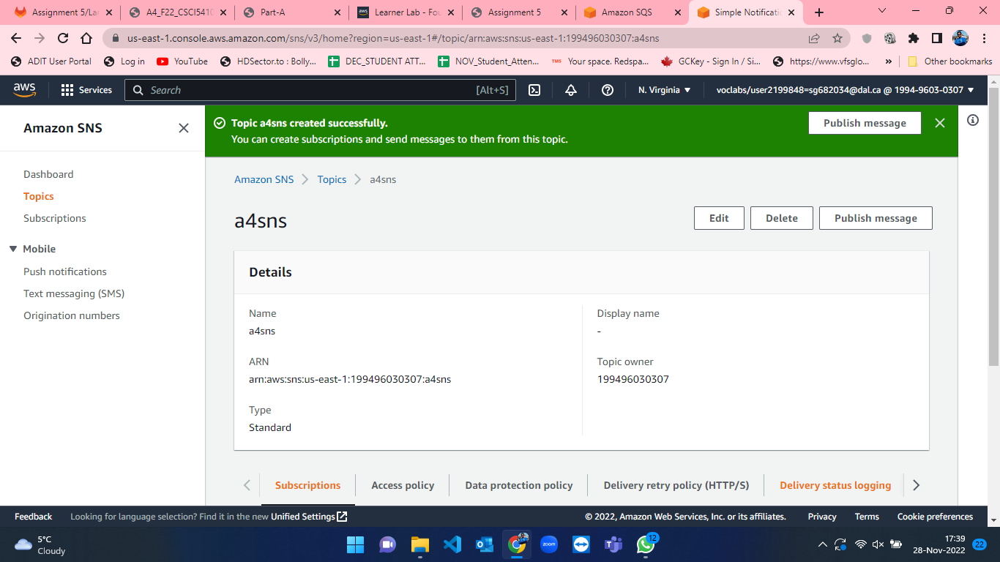 Assignment 5/Lar
A4_F22_CSCI541C
Part-A
Learner Lab - Fou
Assignment 5
Amazon SQS
Simple Notificatio
us-east-1.console.aws.amazon.com/sns/v3/home?region=us-east-1#/topic/arn:aws:sns:us-east-1:199496030307:a4sns
ADIT User Portal
Log in
YouTube
HDSector.to : Bolly...
DEC_STUDENT ATT...
NOV_Student_Atten...
TMS
Your space. Redspa...
GCKey - Sign In / Si...
https://www.vfsglo...
»
Other bookmarks
aws
Services
Search
[Alt+S]
N. Virginia
voclabs/user2199848=sg682034@dal.ca @ 1994-9603-0307
Amazon SNS
Dashboard
Topics
Subscriptions
Mobile
Push notifications
Text messaging (SMS)
Origination numbers
Topic a4sns created successfully.
You can create subscriptions and send messages to them from this topic.
Publish message
Amazon SNS
Topics
a4sns
a4sns
Edit
Delete
Publish message
Details
Name
a4sns
ARN
arn:aws:sns:us-east-1:199496030307:a4sns
Type
Standard
Display name
-
Topic owner
199496030307
Subscriptions
Access policy
Data protection policy
Delivery retry policy (HTTP/S)
Delivery status logging
Feedback
Looking for language selection? Find it in the new Unified Settings
© 2022, Amazon Web Services, Inc. or its affiliates.
Privacy
Terms
Cookie preferences
5°C
Cloudy
zoom
12
17:39
28-Nov-2022
22